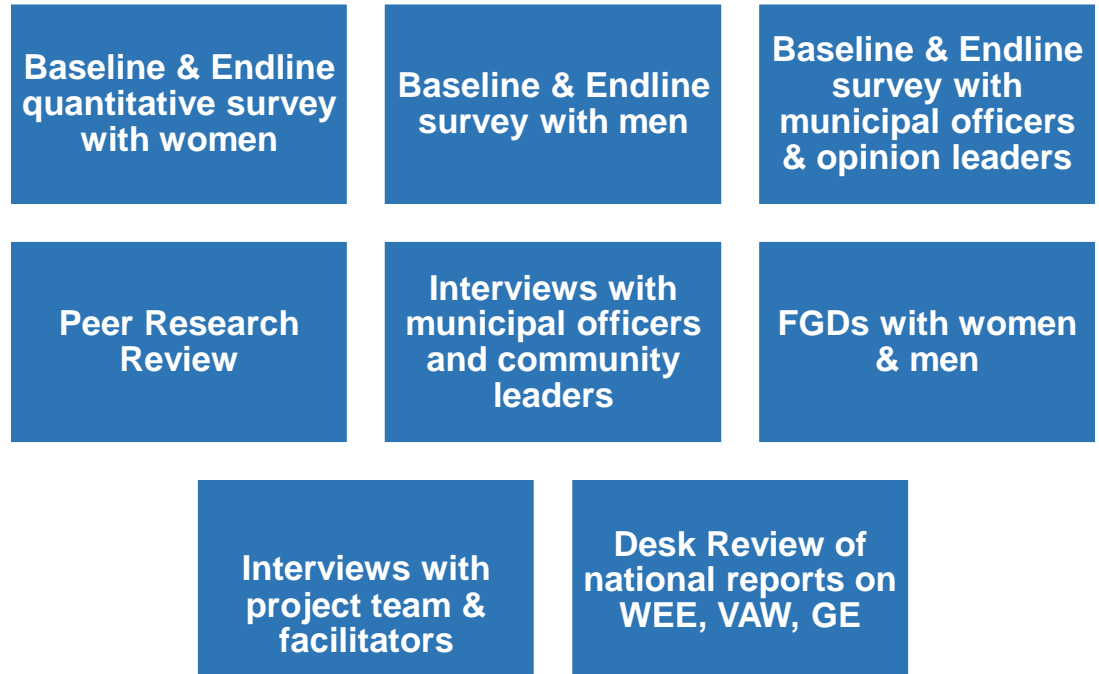 Baseline & Endline
quantitative survey
with women
Baseline & Endline
survey with men
Baseline & Endline
survey with
municipal officers
& opinion leaders
Peer Research
Review
Interviews with
municipal officers
and community
leaders
FGDs with women
& men
Interviews with
project team &
facilitators
Desk Review of
national reports on
WEE, VAW, GE